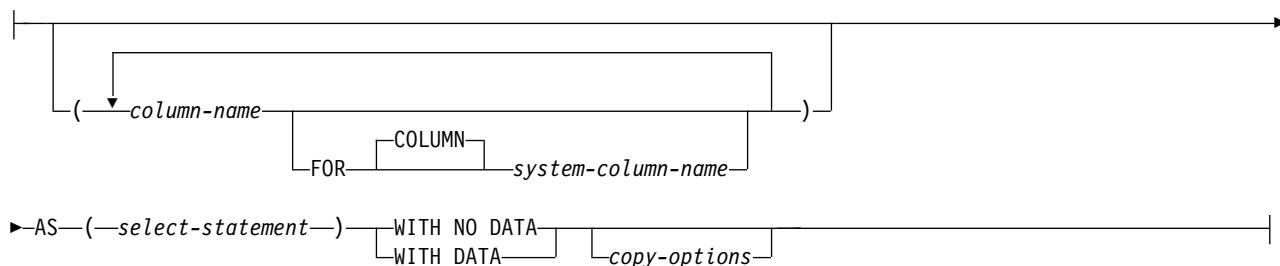 COLUMN
( column-name )
FOR system-column-name
AS ( select-statement ) WITH NO DATA
WITH DATA copy-options